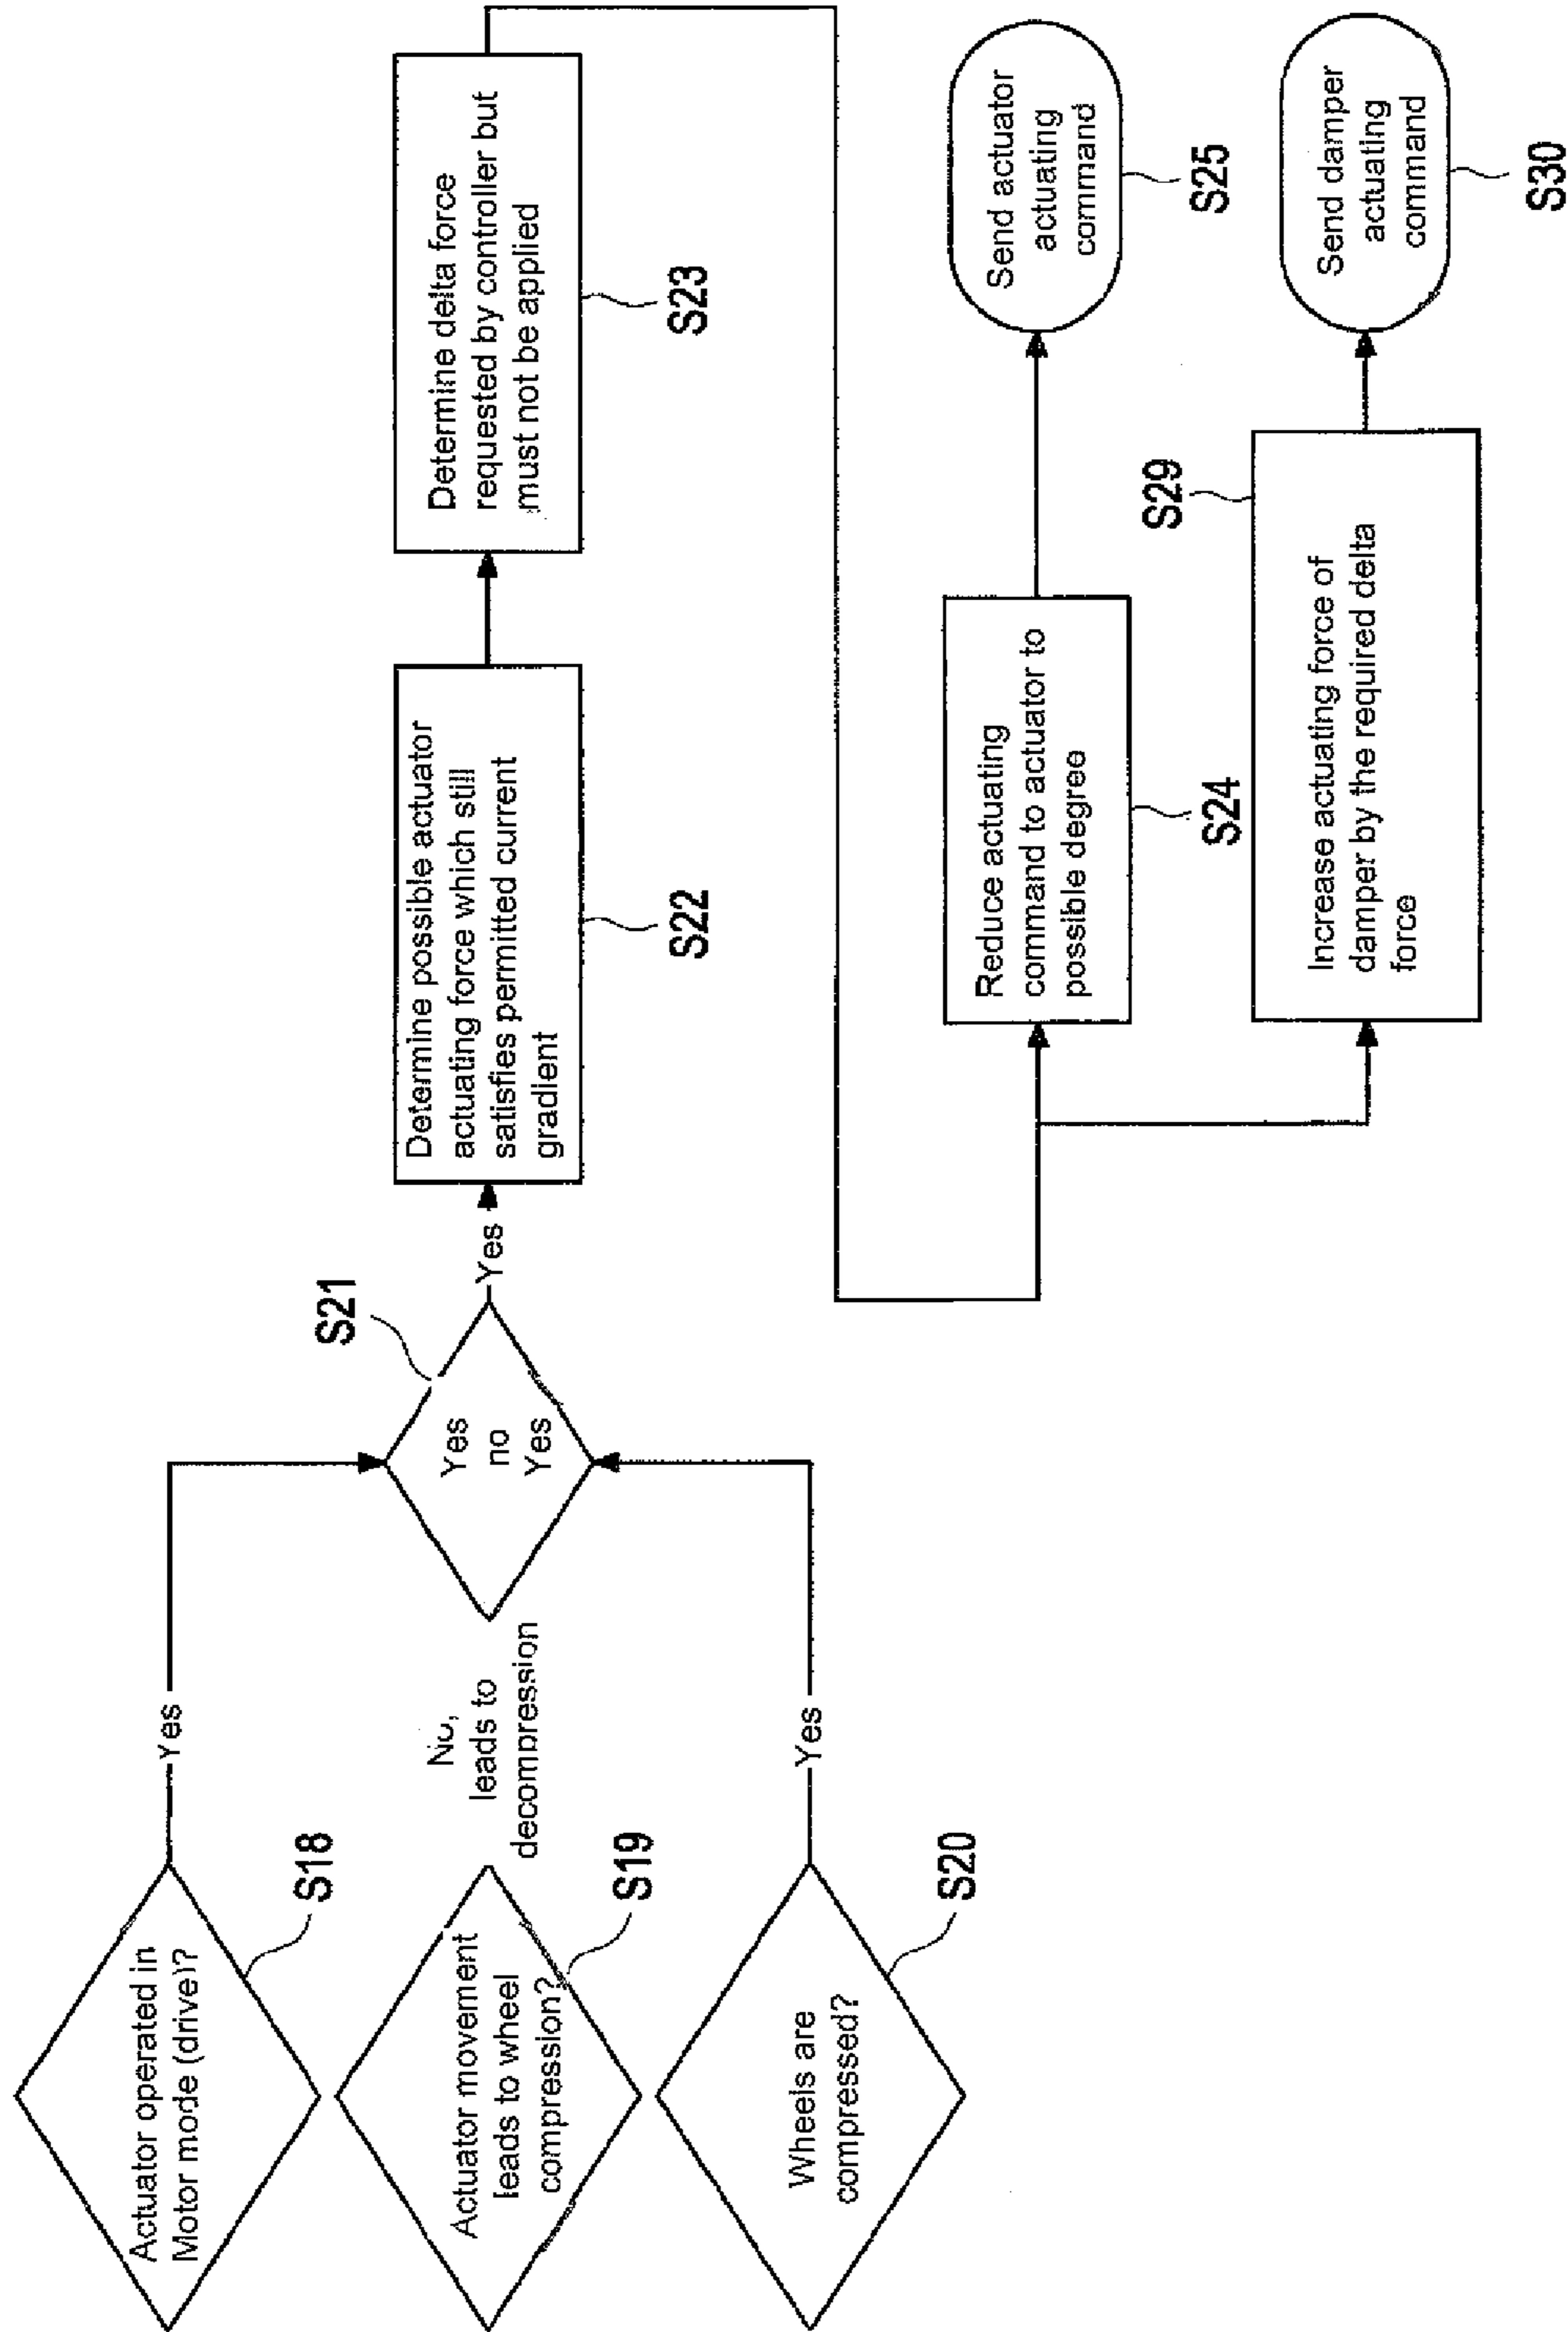 Actuator operated in
Motor mode (drive)?
S18
Yes
Actuator movement
leads to wheel
compression?
S19
No,
leads to
decompression
Wheels are
compressed?
S20
Yes
S21
Yes
no
Yes
Yes
Determine possible actuator
actuating force which still
satisfies permitted current
gradient
S22
Determine delta force
requested by controller but
must not be applied
S23
Reduce actuating
command to actuator to
possible degree
S24
Send actuator
actuating
command
S25
Increase actuating force of
damper by the required delta
force
S29
Send damper
actuating
command
S30